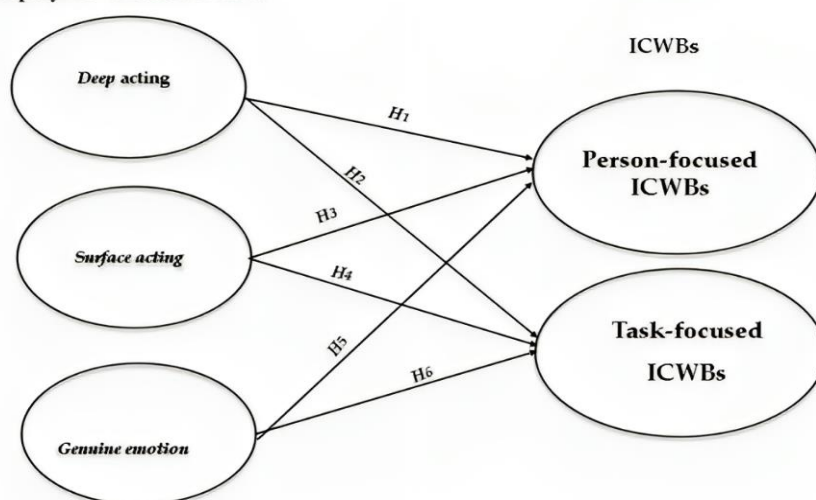 ICWBs
Deep acting
H1
Person-focused
ICWBs
H2
H3
Surface acting
H4
Task-focused
ICWBs
H5
H6
Genuine emotion